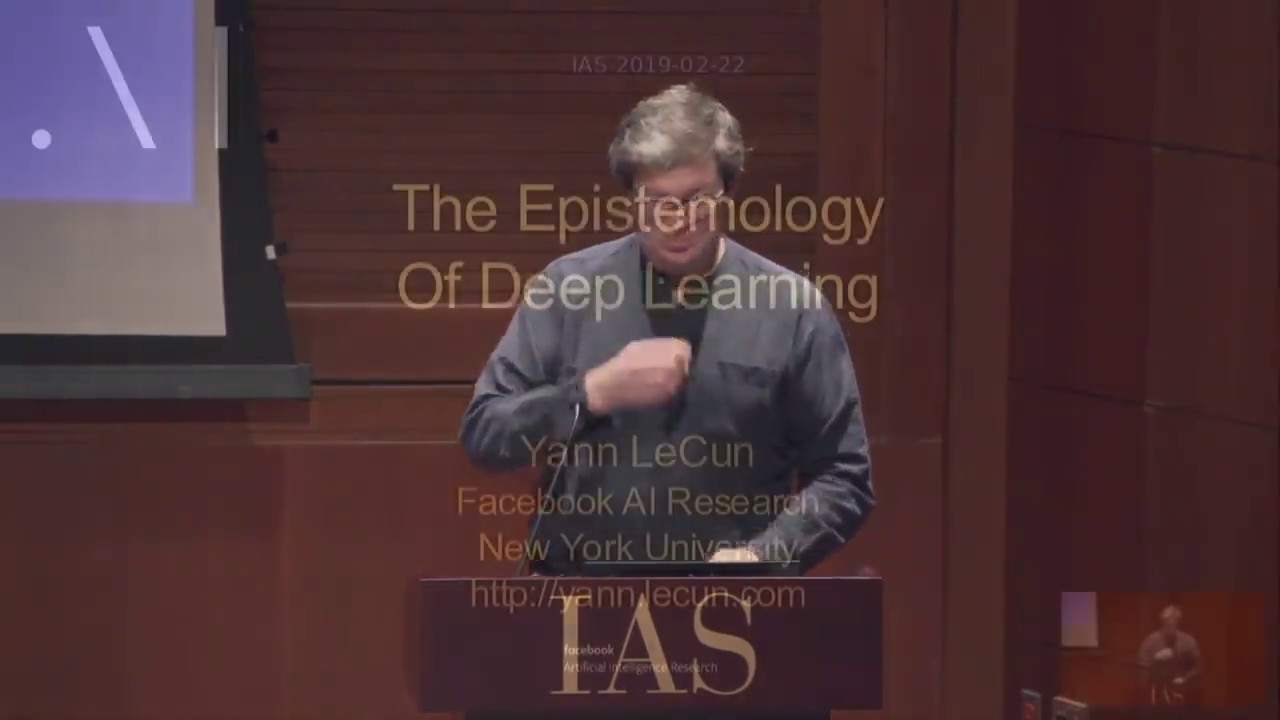 IAS 2019-02-22
The Epistemology
Of Deep Learning
Yann LeCun
Facebook AI Research
New York University
http://yann.lecun.com
IAS
facebook
Artificial Intelligence Research
IAS